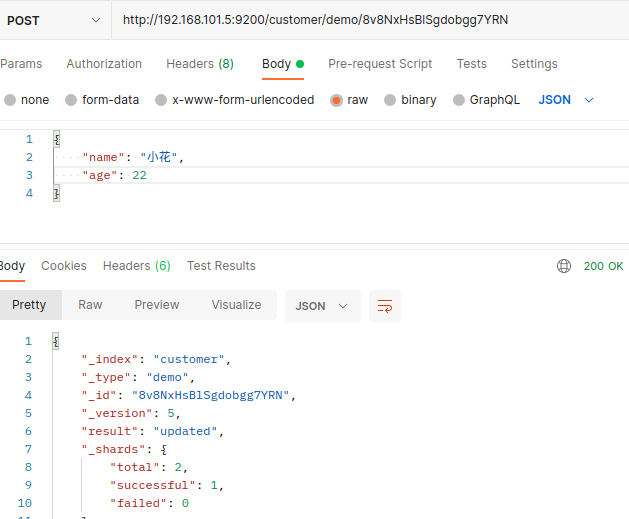 POST http://192.168.101.5:9200/customer/demo/8v8NxHsBlSgdobgg7YRN
Params Authorization Headers (8) Body Pre-request Script Tests Settings
none form-data x-www-form-urlencoded raw binary GraphQL JSON
1 {
2 "name": "小花",
3 "age": 22
4 }
Body Cookies Headers (6) Test Results 200 OK
Pretty Raw Preview Visualize JSON
1 {
2 "_index": "customer",
3 "_type": "demo",
4 "_id": "8v8NxHsBlSgdobgg7YRN",
5 "_version": 5,
6 "result": "updated",
7 "_shards": {
8 "total": 2,
9 "successful": 1,
10 "failed": 0